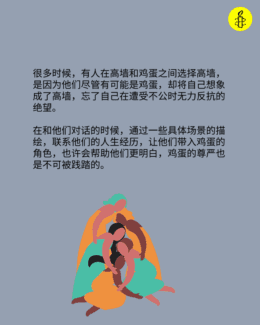 很多时候，有人在高墙和鸡蛋之间选择高墙，
是因为他们尽管有可能是鸡蛋，却将自己想象
成了高墙，忘了自己在遭受不公时无力反抗的
绝望。
在和他们对话的时候，通过一些具体场景的描
绘，联系他们的人生经历，让他们带入鸡蛋的
角色，也许会帮助他们更明白，鸡蛋的尊严也
是不可被践踏的。